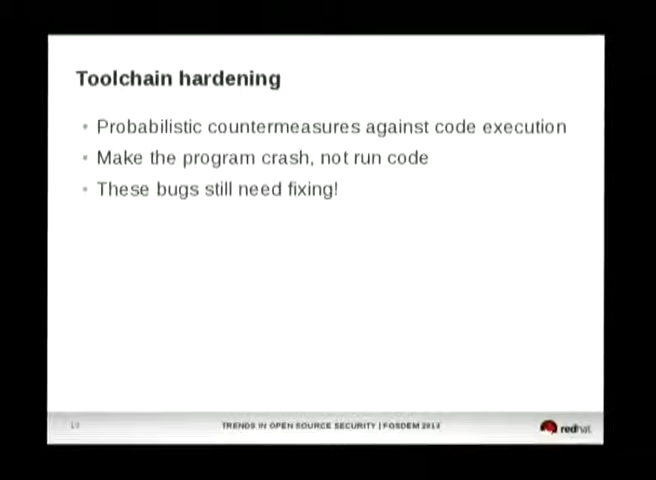 Toolchain hardening
• Probabilistic countermeasures against code execution
• Make the program crash, not run code
• These bugs still need fixing!
TRENDS IN OPEN SOURCE SECURITY | FOSDEM 2013
redhat